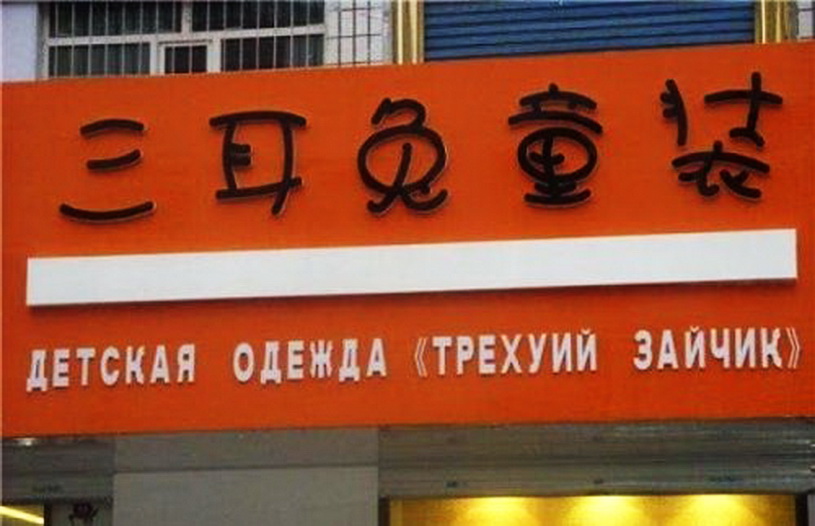 三耳兔童装
ДЕТСКАЯ ОДЕЖДА 《ТРЕХУИЙ ЗАЙЧИК》